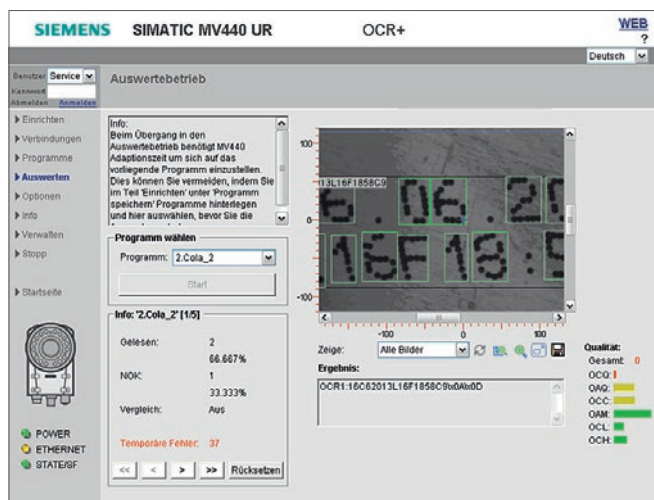 SIEMENS SIMATIC MV440 UR OCR+ WEB
?
Deutsch
Benutzer Service
Kennwort
Abmelden Anmelden
Auswertebetrieb
Einrichten
Verbindungen
Programme
Auswerten
Optionen
Info
Verwalten
Stopp
Startseite
POWER
ETHERNET
STATE/SF
Info:
Beim Übergang in den
Auswertebetrieb benötigt MV440
Adaptionszeit um sich auf das
vorliegende Programm einzustellen.
Dies können Sie vermeiden, indem Sie
im Teil 'Einrichten' unter 'Programm
speichern' Programme hinterlegen
und hier auswählen, bevor Sie die
Programm wählen
Programm: 2.Cola_2
Start
Info: '2.Cola_2' [1/5]
Gelesen: 2
66.667%
NOK: 1
33.333%
Vergleich: Aus
Temporäre Fehler: 37
<< < > >> Rücksetzen
100
0
-100
13L16F1858C9
6.06.20
16F18:5
-100 0 100
Zeige: Alle Bilder
Ergebnis:
OCR1:16C62013L16F1858C9\x0A\x0D
Qualität:
Gesamt: 0
OCQ:
OAQ:
OCC:
OAM:
OCL:
OCH: